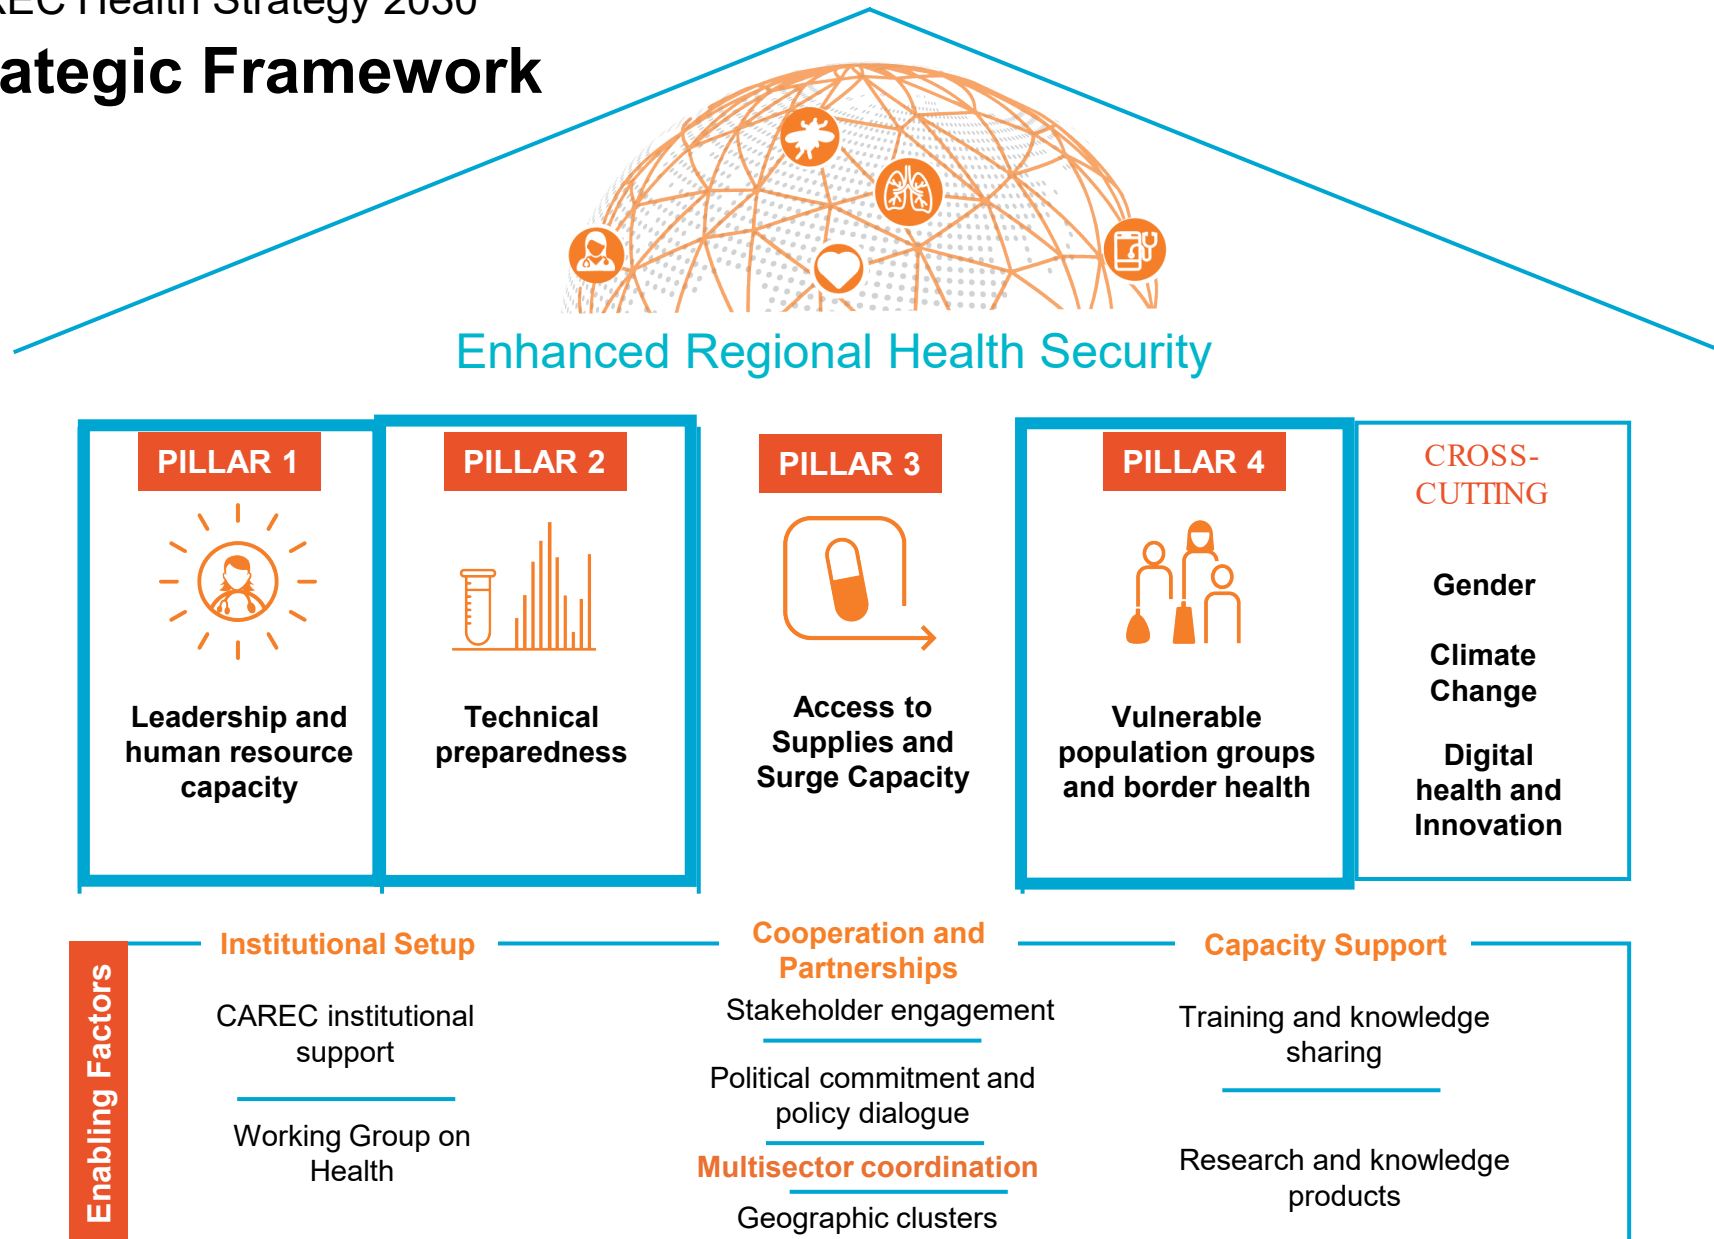 Health Strategy 2030
Framework
Enhanced Regional Health Security
PILLAR 1
Leadership and
human resource
capacity
PILLAR 2
Technical
preparedness
PILLAR 3
Access to
Supplies and
Surge Capacity
PILLAR 4
Vulnerable
population groups
and border health
CROSS-
CUTTING
Gender
Climate
Change
Digital
health and
Innovation
Enabling Factors
Institutional Setup
CAREC institutional
support
Working Group on
Health
Cooperation and
Partnerships
Stakeholder engagement
Political commitment and
policy dialogue
Multisector coordination
Geographic clusters
Capacity Support
Training and knowledge
sharing
Research and knowledge
products